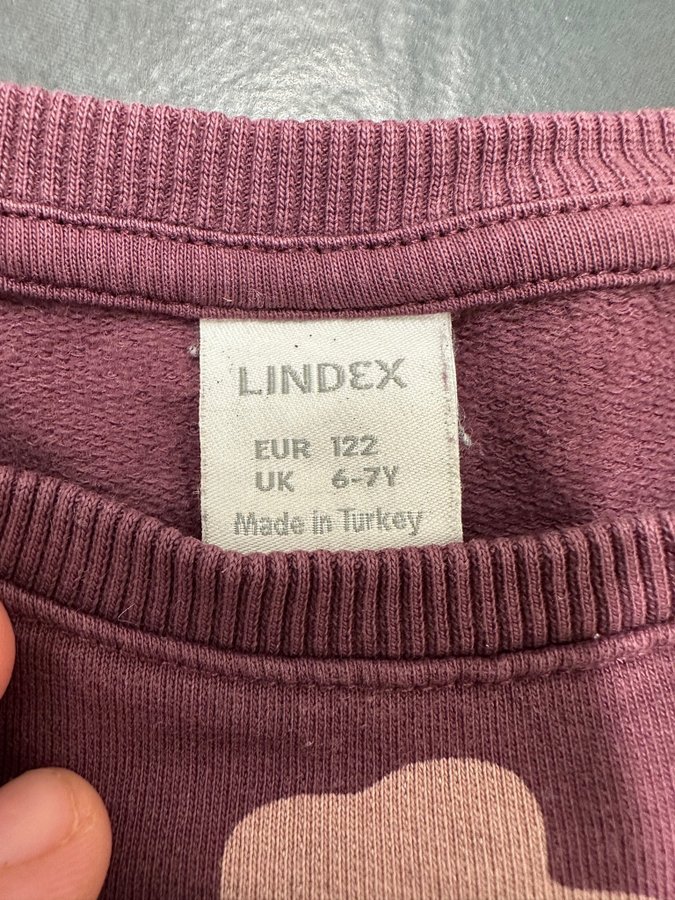 LINDEX
EUR 122
UK 6-7Y
Made in Turkey